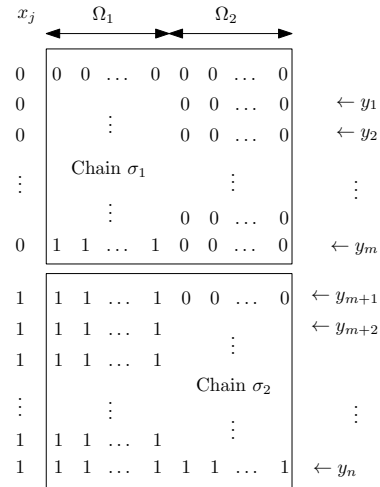 x_j Ω_1 Ω_2
0 0 0 … 0 0 0 … 0
0 0 0 … 0 ← y_1
0 ⋮ 0 0 … 0 ← y_2
⋮ Chain σ_1 ⋮ ⋮
⋮ 0 0 … 0
0 1 1 … 1 0 0 … 0 ← y_m
1 1 1 … 1 0 0 … 0 ← y_{m+1}
1 1 1 … 1 ⋮ ← y_{m+2}
1 1 1 … 1
Chain σ_2
⋮ ⋮ ⋮ ⋮
1 1 1 … 1
1 1 1 … 1 1 1 … 1 ← y_n